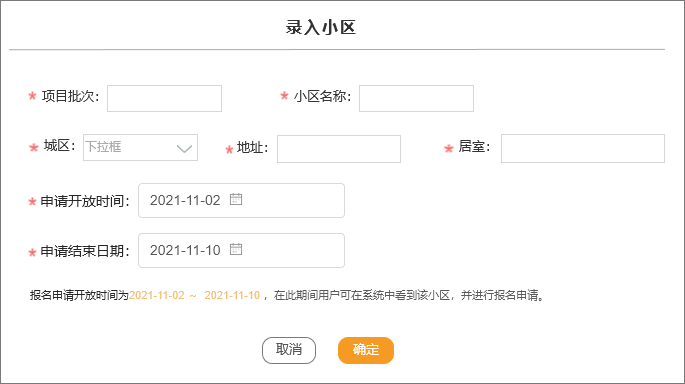 录入小区
* 项目批次： * 小区名称：
* 城区： 下拉框 * 地址： * 居室：
* 申请开放时间： 2021-11-02
* 申请结束日期： 2021-11-10
报名申请开放时间为2021-11-02 ~ 2021-11-10 ，在此期间用户可在系统中看到该小区，并进行报名申请。
取消 确定